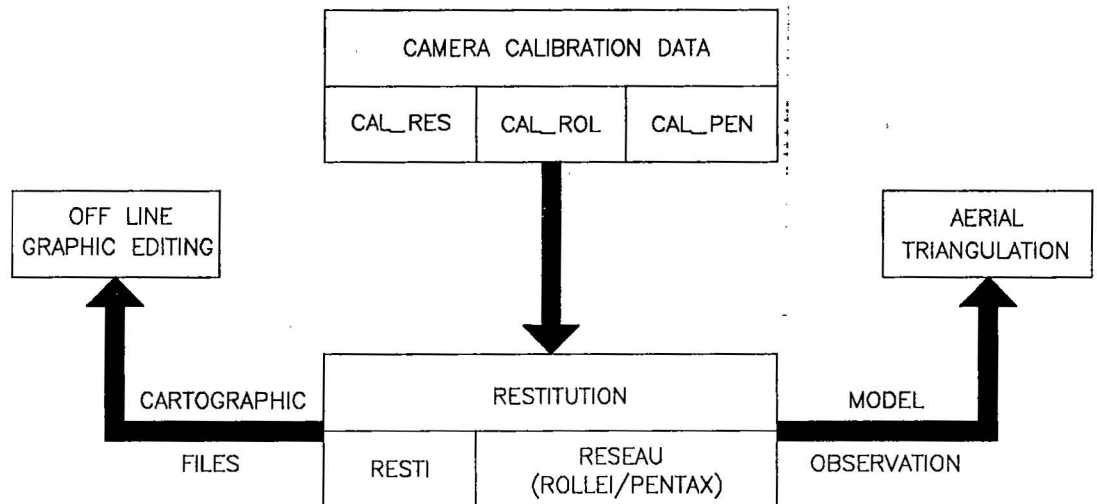 CAMERA CALIBRATION DATA
CAL_RES
CAL_ROL
CAL_PEN
OFF LINE
GRAPHIC EDITING
AERIAL
TRIANGULATION
CARTOGRAPHIC
FILES
RESTITUTION
RESTI
RESEAU
(ROLLEI/PENTAX)
MODEL
OBSERVATION